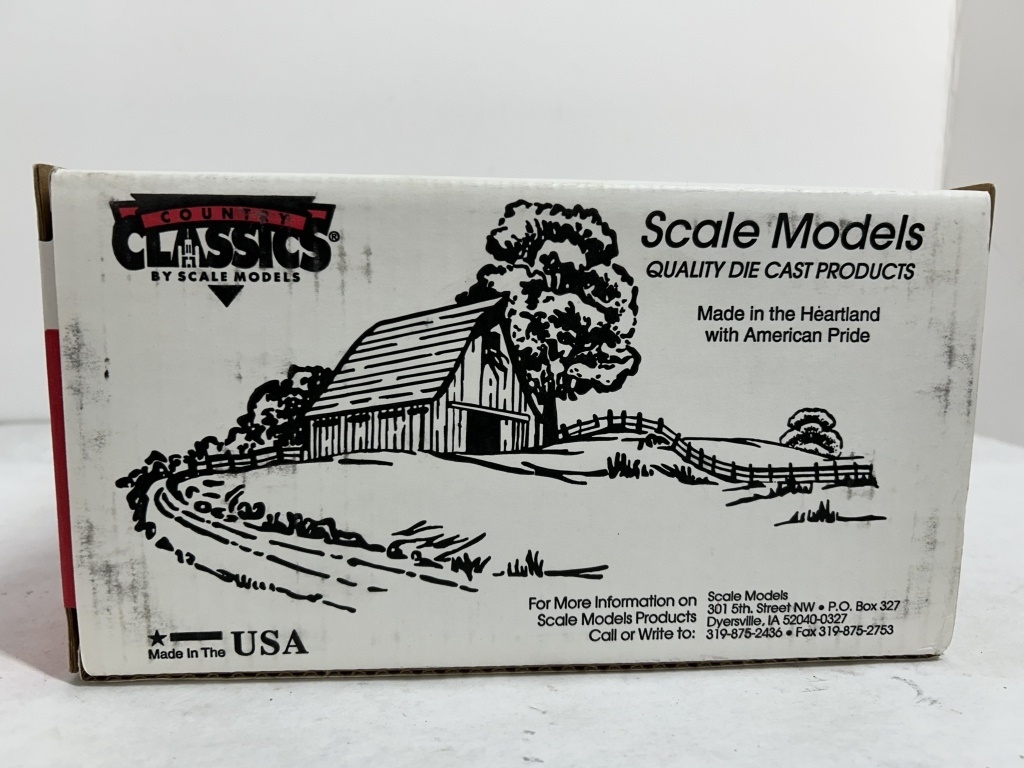 COUNTRY
CLASSICS®
BY SCALE MODELS
Scale Models
QUALITY DIE CAST PRODUCTS
Made in the Heartland
with American Pride
For More Information on
Scale Models Products
Call or Write to:
Scale Models
301 5th. Street NW • P.O. Box 327
Dyersville, IA 52040-0327
319-875-2436 • Fax 319-875-2753
Made In The USA